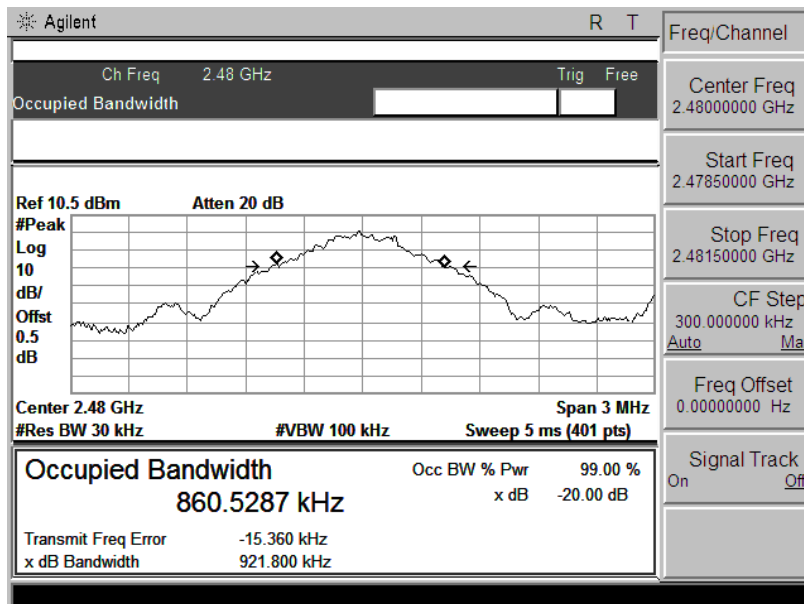 Agilent R T
Ch Freq 2.48 GHz Trig Free
Occupied Bandwidth
Ref 10.5 dBm Atten 20 dB
#Peak
Log
10
dB/
Offst
0.5
dB
Center 2.48 GHz Span 3 MHz
#Res BW 30 kHz #VBW 100 kHz Sweep 5 ms (401 pts)
Occupied Bandwidth Occ BW % Pwr 99.00 %
860.5287 kHz x dB -20.00 dB
Transmit Freq Error -15.360 kHz
x dB Bandwidth 921.800 kHz
Freq/Channel
Center Freq
2.48000000 GHz
Start Freq
2.47850000 GHz
Stop Freq
2.48150000 GHz
CF Step
300.000000 kHz
Auto Ma
Freq Offset
0.00000000 Hz
Signal Track
On Off